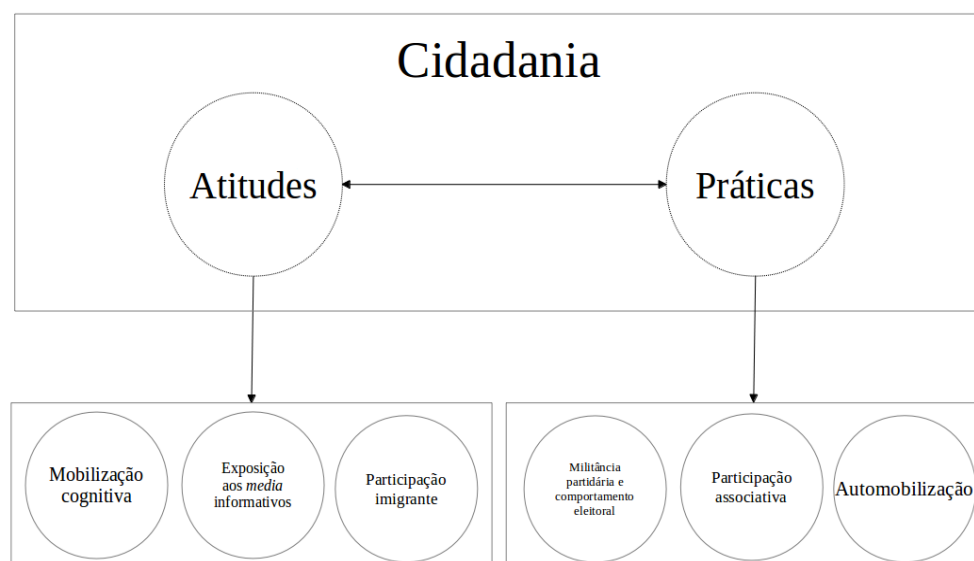 Cidadania
Atitudes
Práticas
Mobilização
cognitiva
Exposição
aos media
informativos
Participação
imigrante
Militância
partidária e
comportamento
eleitoral
Participação
associativa
Automobilização